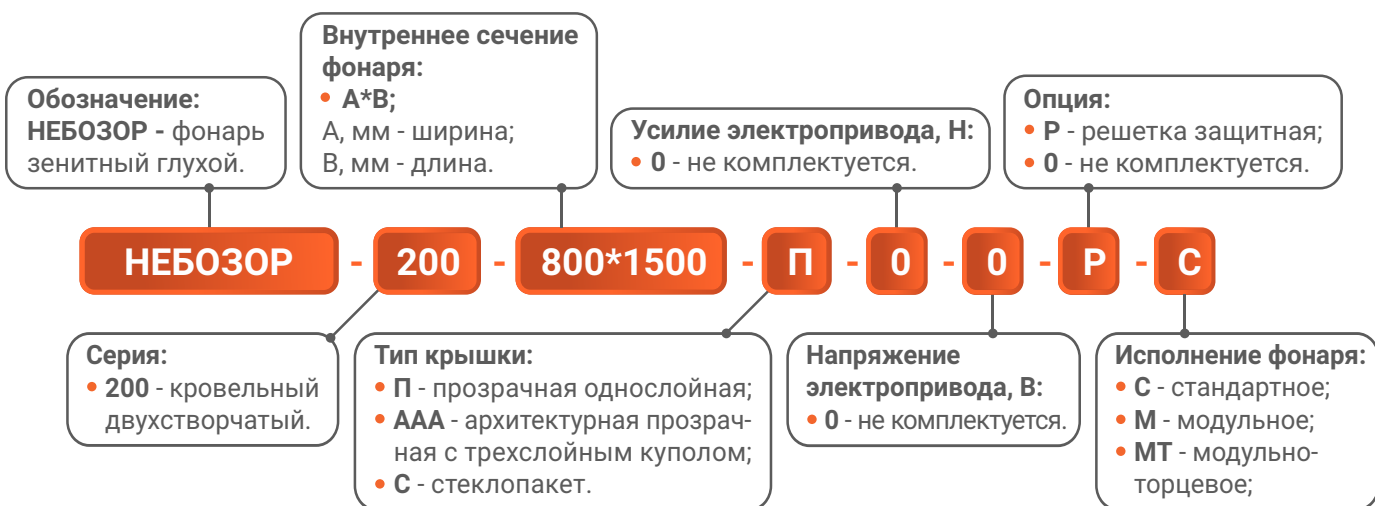 Обозначение:
НЕБОЗОР - фонарь
зенитный глухой.
Внутреннее сечение
фонаря:
• А*В;
А, мм - ширина;
В, мм - длина.
Усилие электропривода, Н:
• 0 - не комплектуется.
Опция:
• Р - решетка защитная;
• 0 - не комплектуется.
НЕБОЗОР - 200 - 800*1500 - П - 0 - 0 - Р - С
Серия:
• 200 - кровельный
двухстворчатый.
Тип крышки:
• П - прозрачная однослойная;
• ААА - архитектурная прозрач-
ная с трехслойным куполом;
• С - стеклопакет.
Напряжение
электропривода, В:
• 0 - не комплектуется.
Исполнение фонаря:
• С - стандартное;
• М - модульное;
• МТ - модульно-
торцевое;